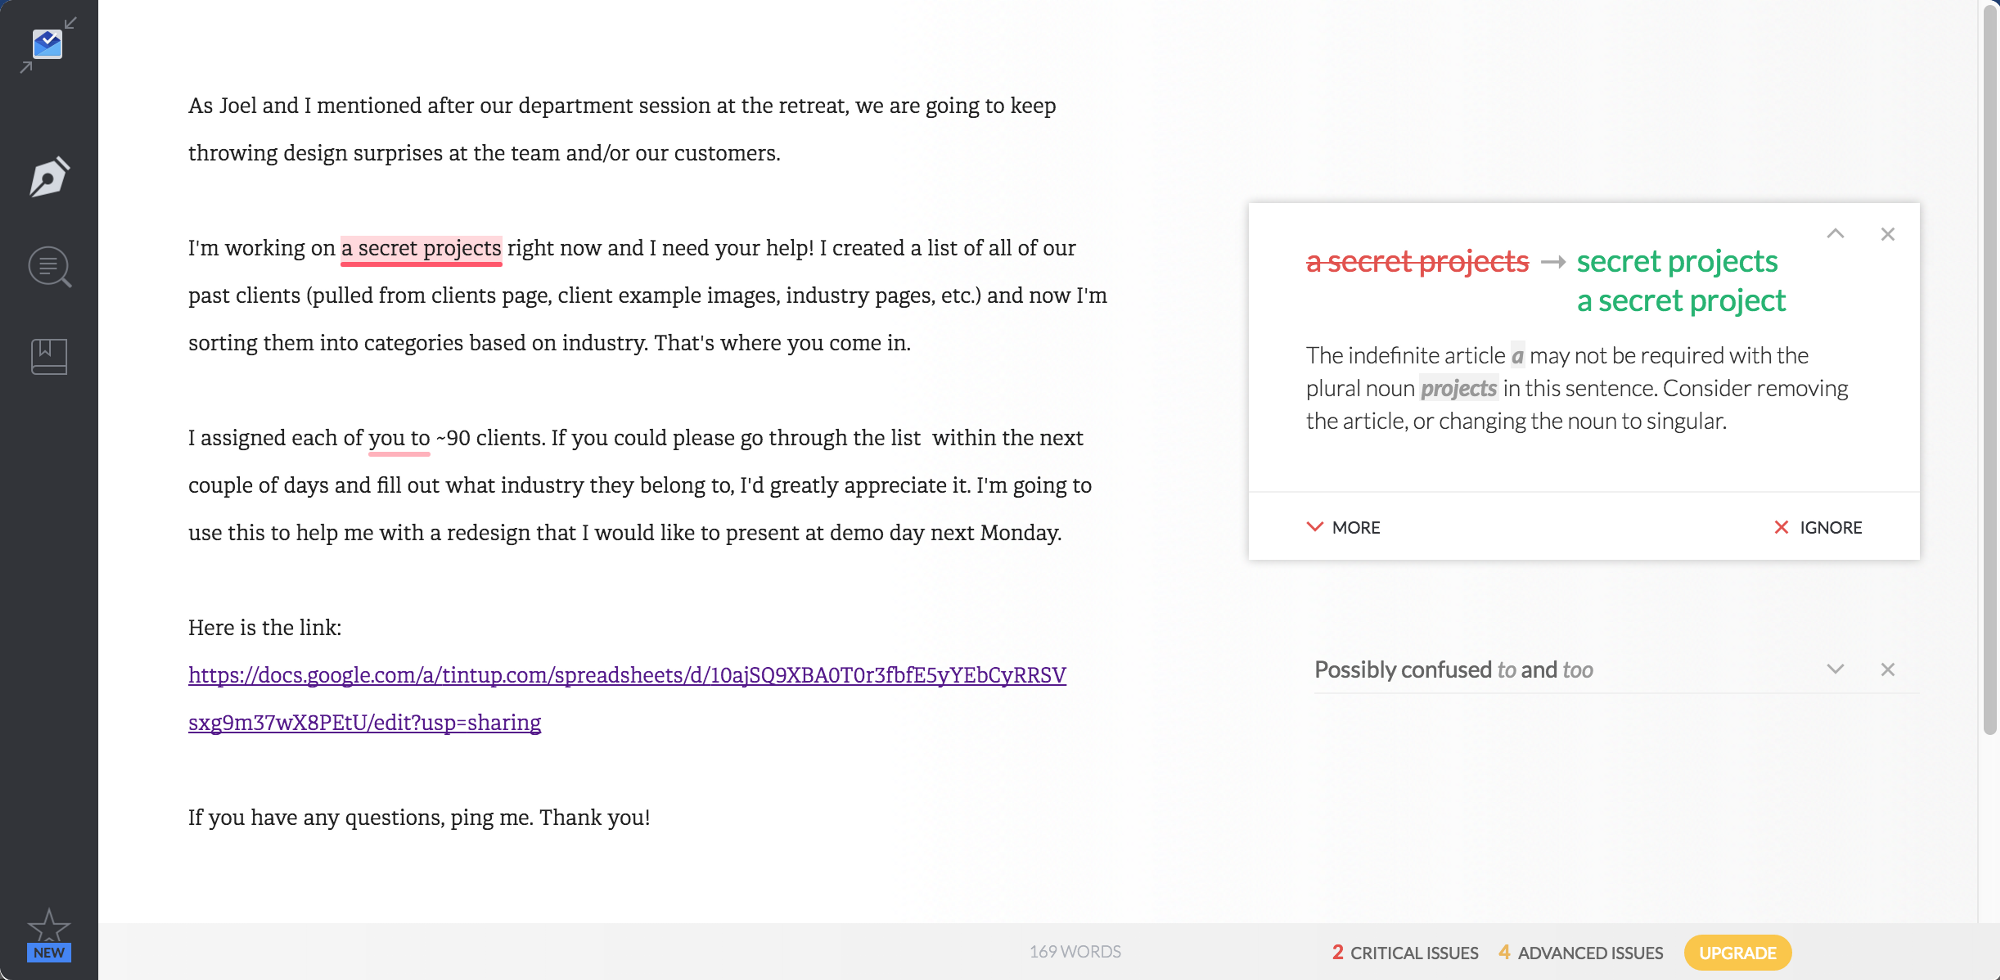 As Joel and I mentioned after our department session at the retreat, we are going to keep
throwing design surprises at the team and/or our customers.
I'm working on a secret projects right now and I need your help! I created a list of all of our
past clients (pulled from clients page, client example images, industry pages, etc.) and now I'm
sorting them into categories based on industry. That's where you come in.
I assigned each of you to ~90 clients. If you could please go through the list  within the next
couple of days and fill out what industry they belong to, I'd greatly appreciate it. I'm going to
use this to help me with a redesign that I would like to present at demo day next Monday.
Here is the link:
https://docs.google.com/a/tintup.com/spreadsheets/d/10ajSQ9XBA0T0r3fbfE5yYEbCyRRSV
sxg9m37wX8PEtU/edit?usp=sharing
If you have any questions, ping me. Thank you!
a secret projects → secret projects
a secret project
The indefinite article a may not be required with the
plural noun projects in this sentence. Consider removing
the article, or changing the noun to singular.
MORE
IGNORE
Possibly confused to and too
NEW
169 WORDS
2 CRITICAL ISSUES
4 ADVANCED ISSUES
UPGRADE